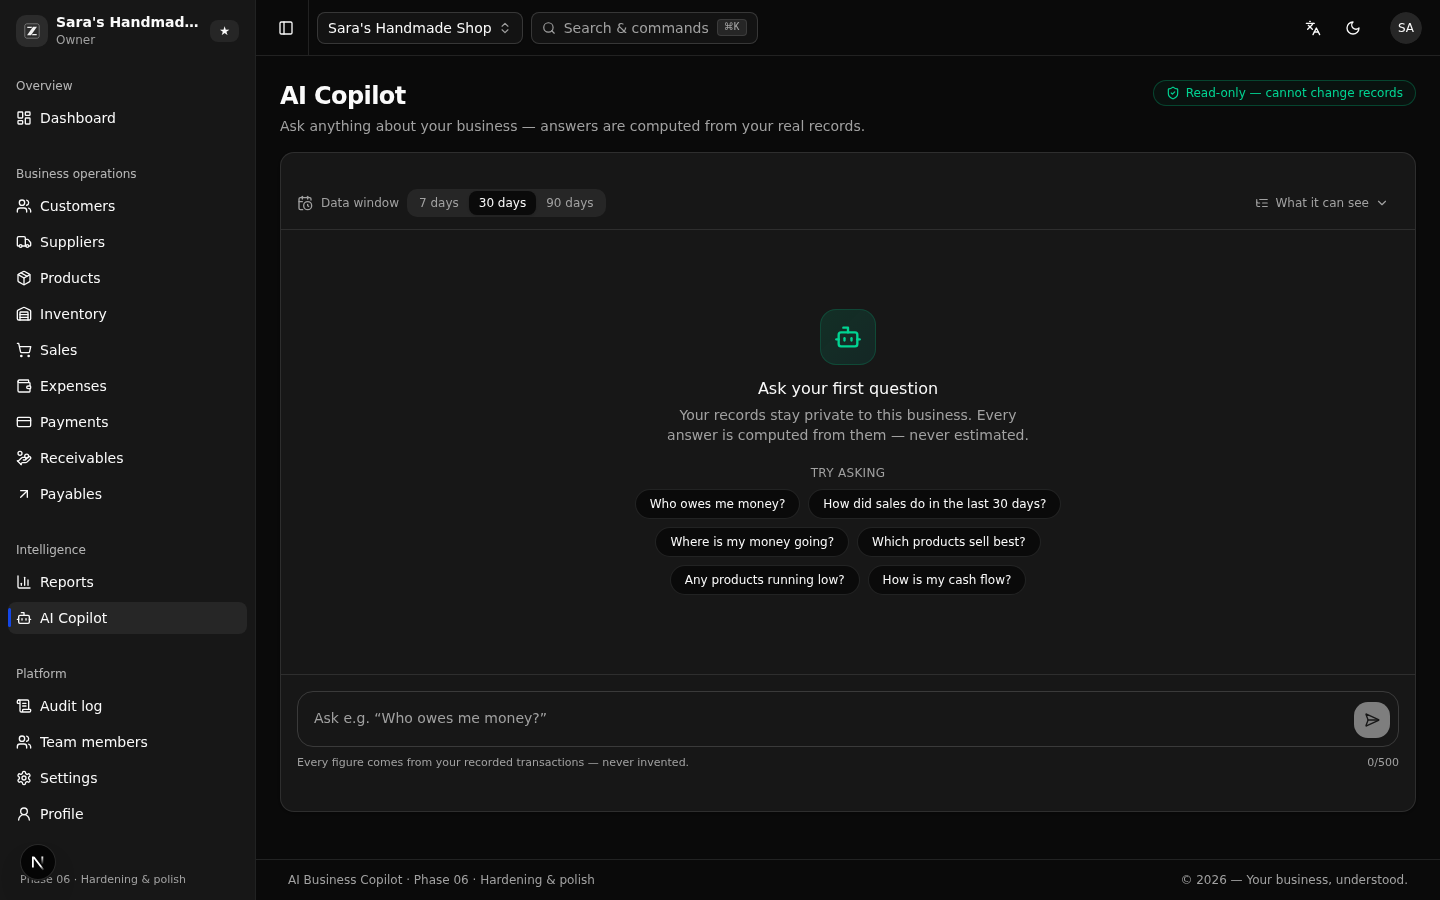 Sara's Handmad...
Owner
★
Sara's Handmade Shop
Search & commands
⌘K
SA
Overview
Dashboard
Business operations
Customers
Suppliers
Products
Inventory
Sales
Expenses
Payments
Receivables
Payables
Intelligence
Reports
AI Copilot
Platform
Audit log
Team members
Settings
Profile
N
Phase 06 · Hardening & polish
AI Copilot
Read-only — cannot change records
Ask anything about your business — answers are computed from your real records.
Data window
7 days
30 days
90 days
What it can see
Ask your first question
Your records stay private to this business. Every
answer is computed from them — never estimated.
TRY ASKING
Who owes me money?
How did sales do in the last 30 days?
Where is my money going?
Which products sell best?
Any products running low?
How is my cash flow?
Ask e.g. “Who owes me money?”
Every figure comes from your recorded transactions — never invented.
0/500
AI Business Copilot · Phase 06 · Hardening & polish
© 2026 — Your business, understood.